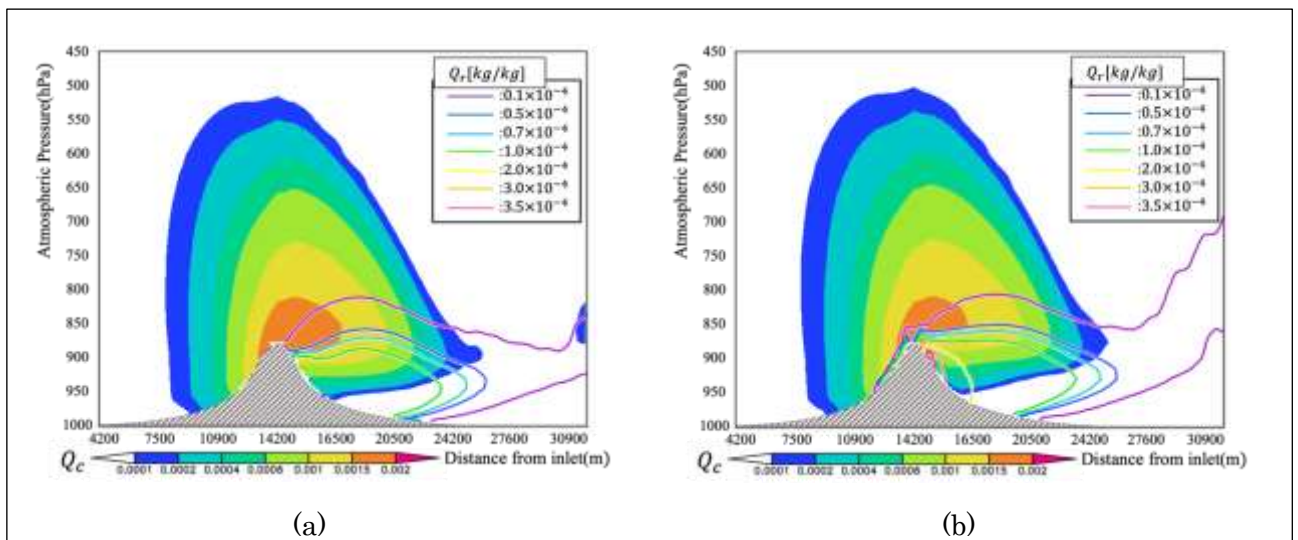 450
500
550
600
650
700
750
800
850
900
950
1000
Atmospheric Pressure(hPa)
Q_r[kg/kg]
:0.1×10⁻⁴
:0.5×10⁻⁴
:0.7×10⁻⁴
:1.0×10⁻⁴
:2.0×10⁻⁴
:3.0×10⁻⁴
:3.5×10⁻⁴
4200 7500 10900 14200 16500 20500 24200 27600 30900
Q_c
0.0001 0.0002 0.0004 0.0006 0.001 0.0015 0.002
Distance from inlet(m)
(a)
450
500
550
600
650
700
750
800
850
900
950
1000
Atmospheric Pressure(hPa)
Q_r[kg/kg]
:0.1×10⁻⁴
:0.5×10⁻⁴
:0.7×10⁻⁴
:1.0×10⁻⁴
:2.0×10⁻⁴
:3.0×10⁻⁴
:3.5×10⁻⁴
4200 7500 10900 14200 16500 20500 24200 27600 30900
Q_c
0.0001 0.0002 0.0004 0.0006 0.001 0.0015 0.002
Distance from inlet(m)
(b)